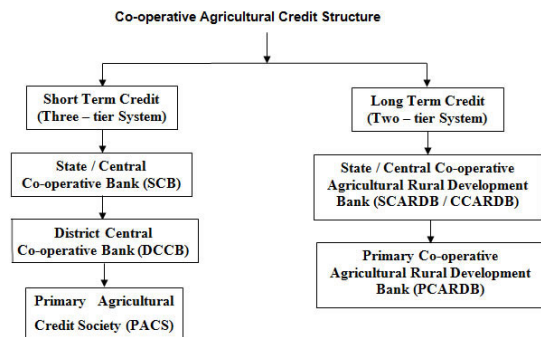 Co-operative Agricultural Credit Structure
Short Term Credit
(Three – tier System)
State / Central
Co-operative Bank (SCB)
District Central
Co-operative Bank (DCCB)
Primary Agricultural
Credit Society (PACS)
Long Term Credit
(Two – tier System)
State / Central Co-operative
Agricultural Rural Development
Bank (SCARDB / CCARDB)
Primary Co-operative
Agricultural Rural Development
Bank (PCARDB)